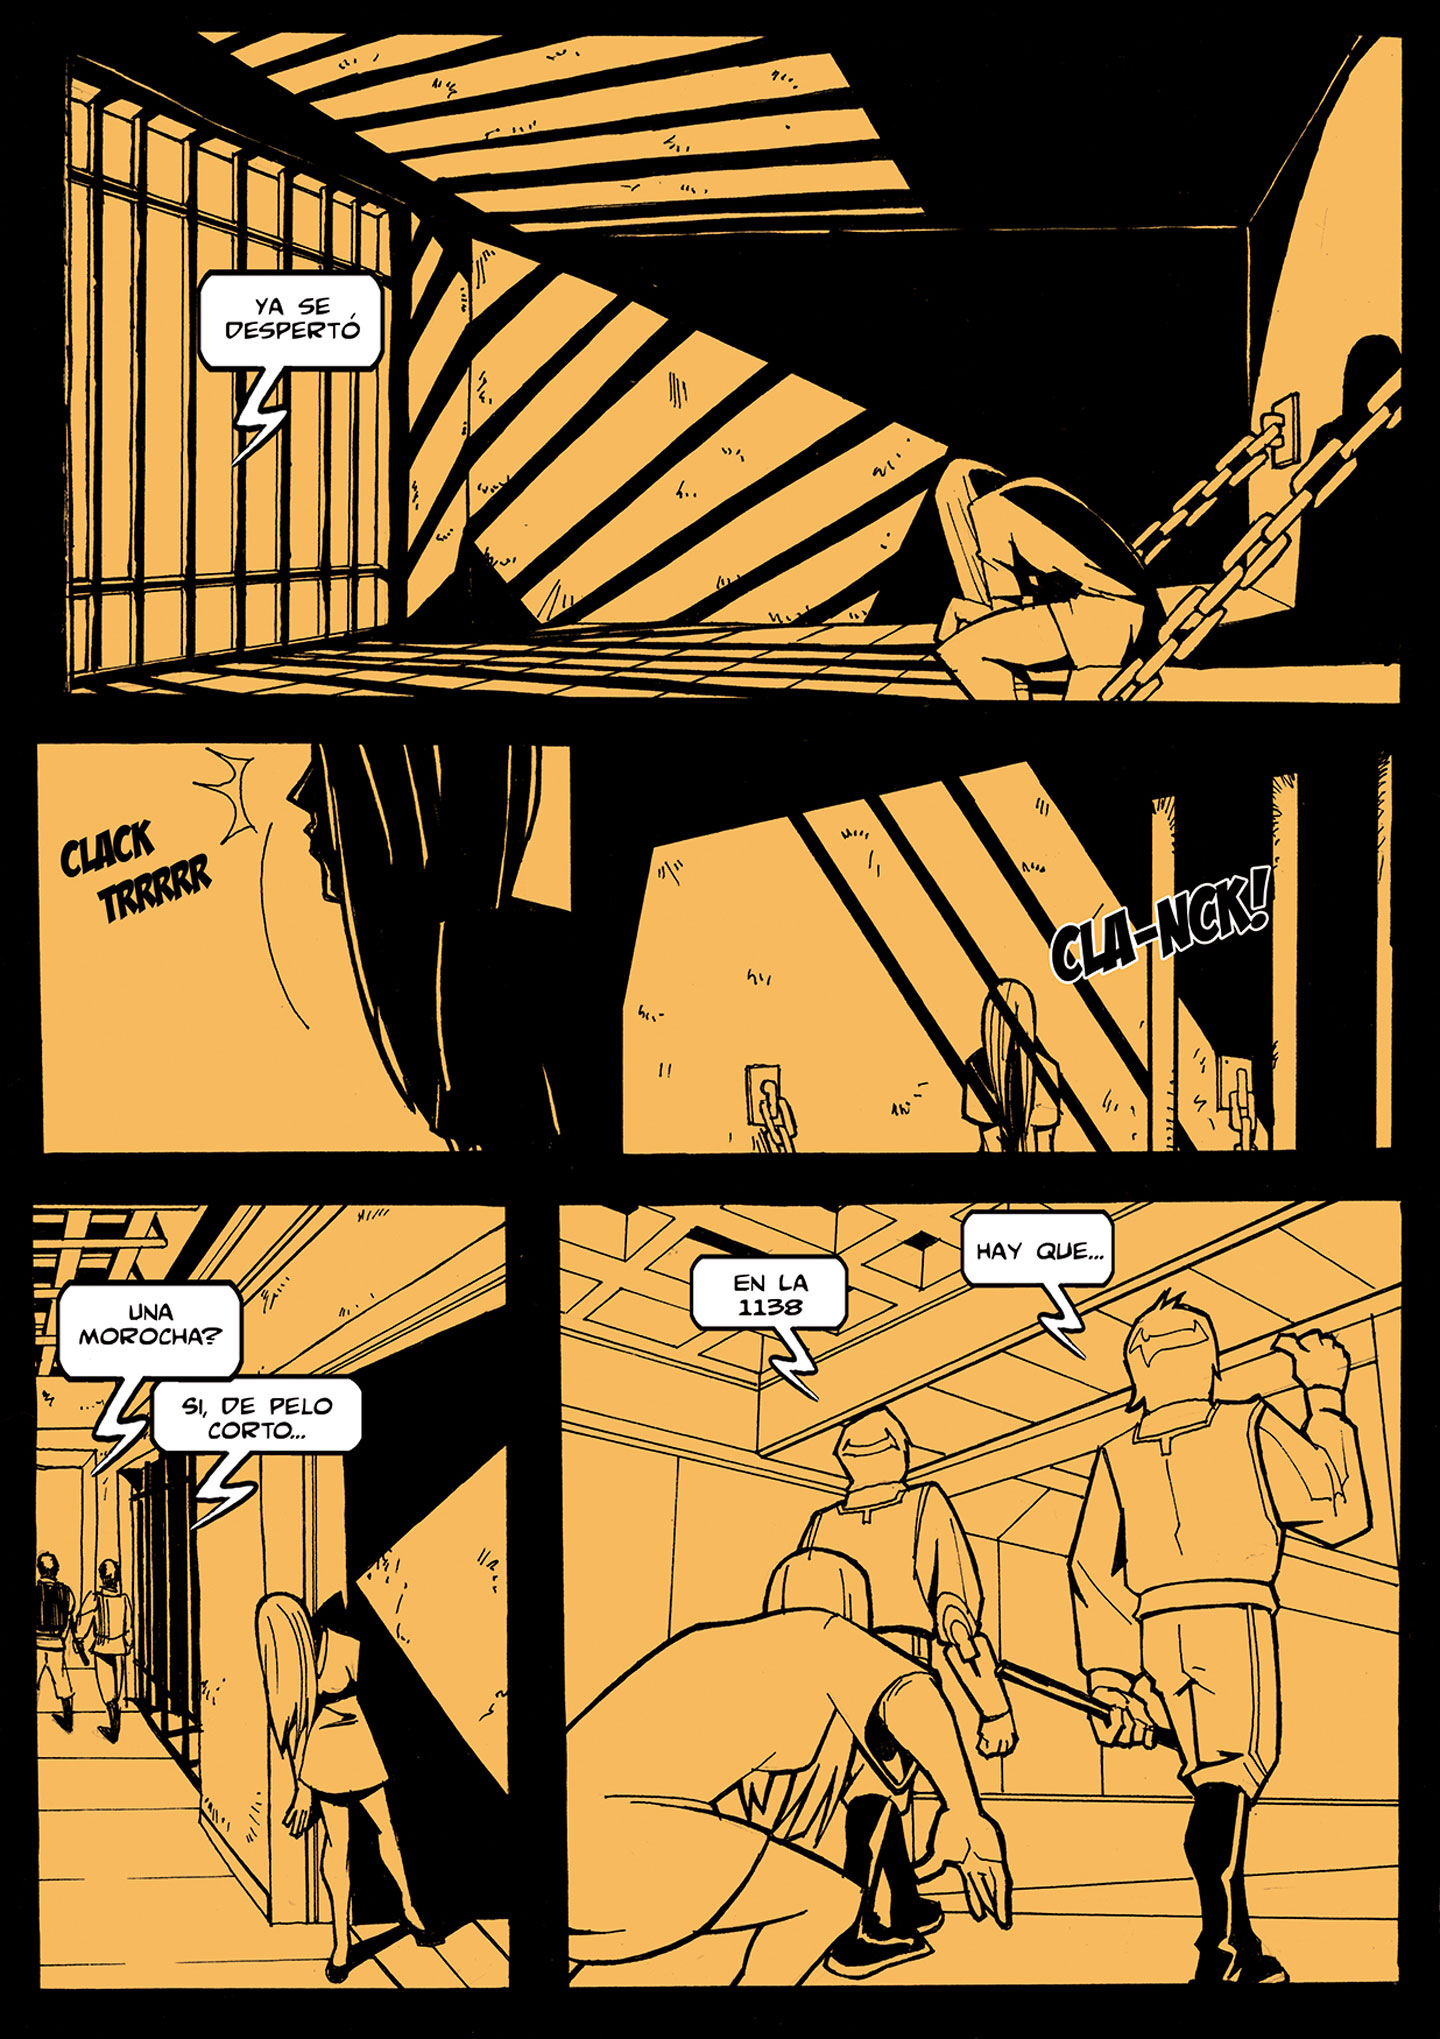 YA SE
DESPERTÓ
CLACK
TRRRRR
CLA-NCK!
UNA
MOROCHA?
SI, DE PELO
CORTO...
EN LA
1138
HAY QUE...